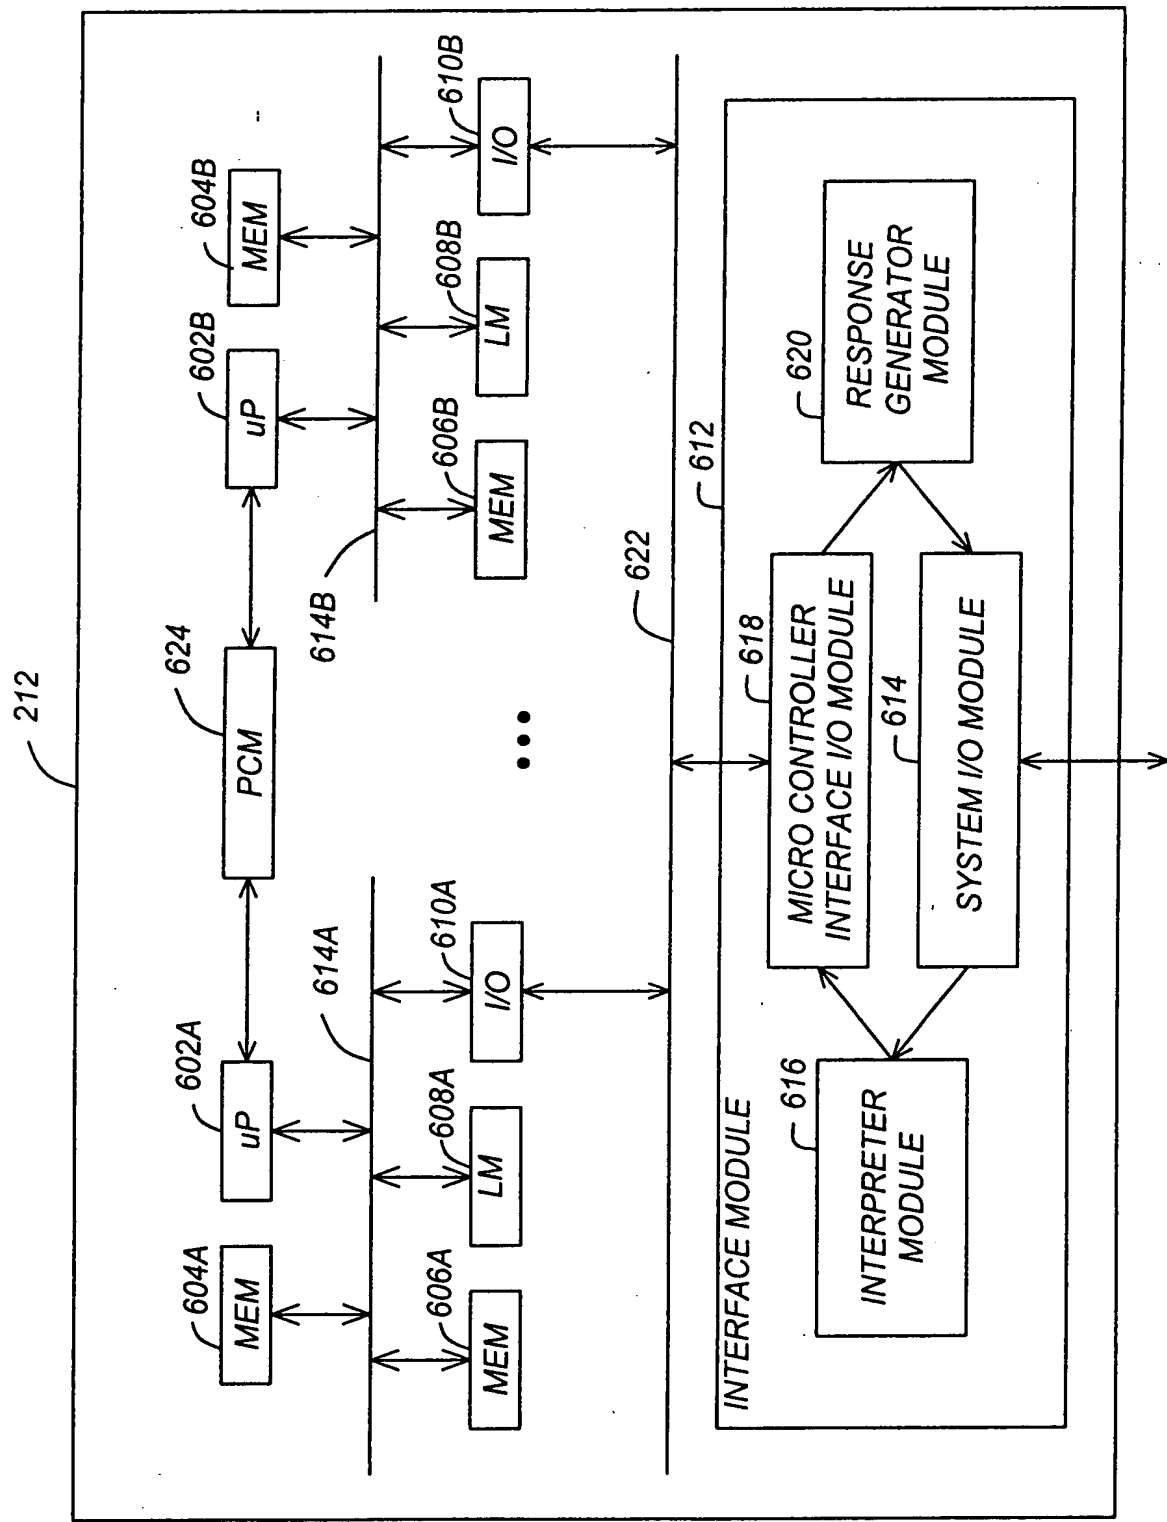 212
604A
602A
624
602B
604B
MEM
uP
PCM
uP
MEM
614A
614B
606A
608A
610A
606B
608B
610B
MEM
LM
I/O
MEM
LM
I/O
622
612
INTERFACE MODULE
618
MICRO CONTROLLER
INTERFACE I/O MODULE
616
INTERPRETER
MODULE
620
RESPONSE
GENERATOR
MODULE
614
SYSTEM I/O MODULE